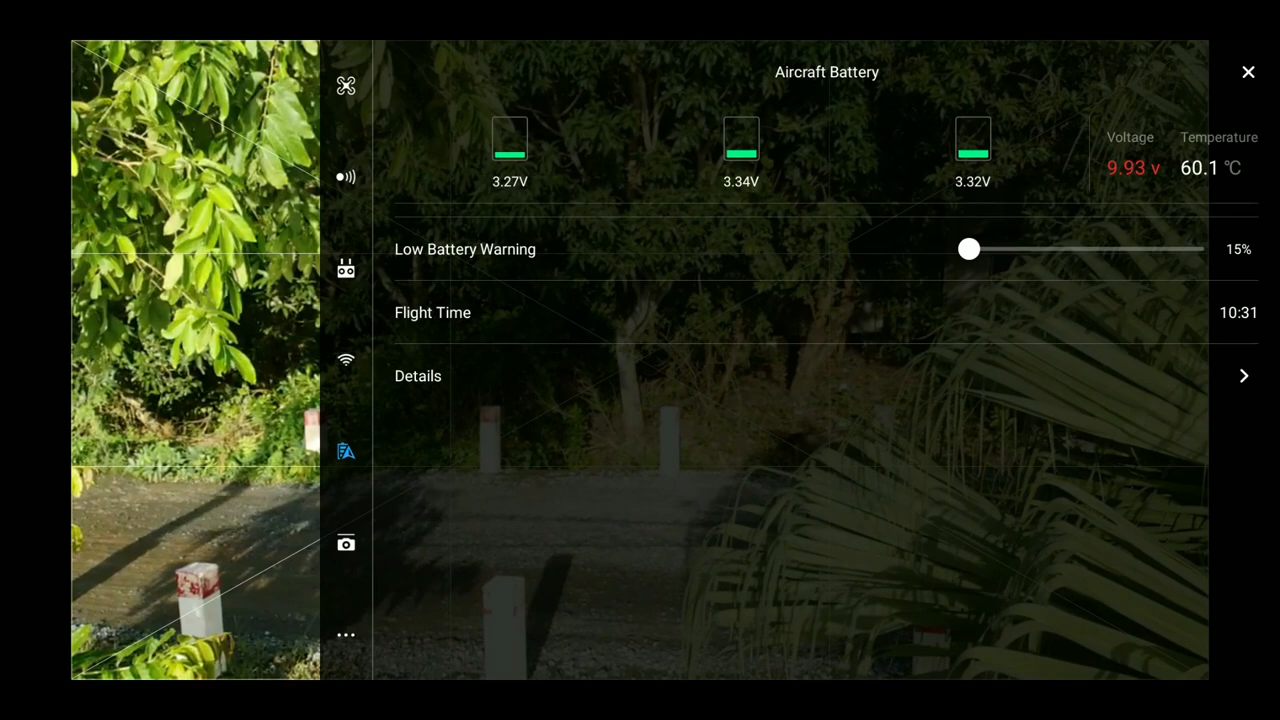 Aircraft Battery
3.27V
3.34V
3.32V
Voltage
Temperature
9.93 v
60.1 ℃
Low Battery Warning
15%
Flight Time
10:31
Details